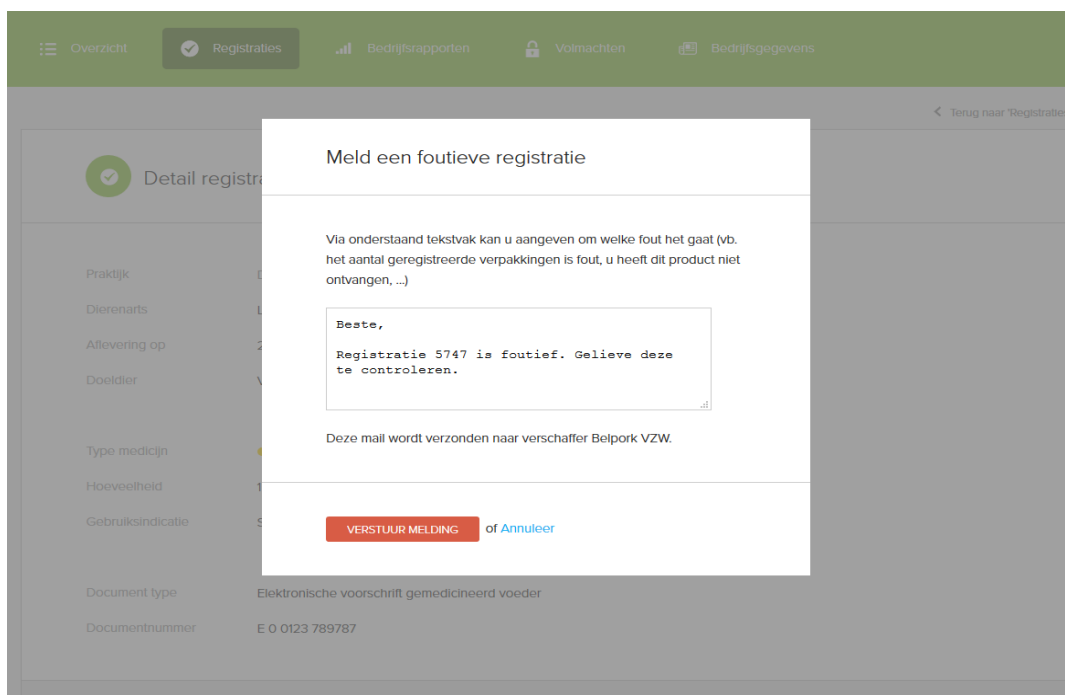 Overzicht
Registraties
Bedrijfsrapporten
Volmachten
Bedrijfsgegevens
Terug naar 'Registraties
Detail registra
Meld een foutieve registratie
Via onderstaand tekstvak kan u aangeven om welke fout het gaat (vb.
het aantal geregistreerde verpakkingen is fout, u heeft dit product niet
ontvangen, ...)
Praktijk
Dierenarts
Aflevering op
Doeldier
Beste,
Registratie 5747 is foutief. Gelieve deze
te controleren.
Deze mail wordt verzonden naar verschaffer Belpork VZW.
Type medicijn
Hoeveelheid
Gebruiksindicatie
VERSTUUR MELDING of Annuleer
Document type Elektronische voorschrift gemedicineerd voeder
Documentnummer E 0 0123 789787